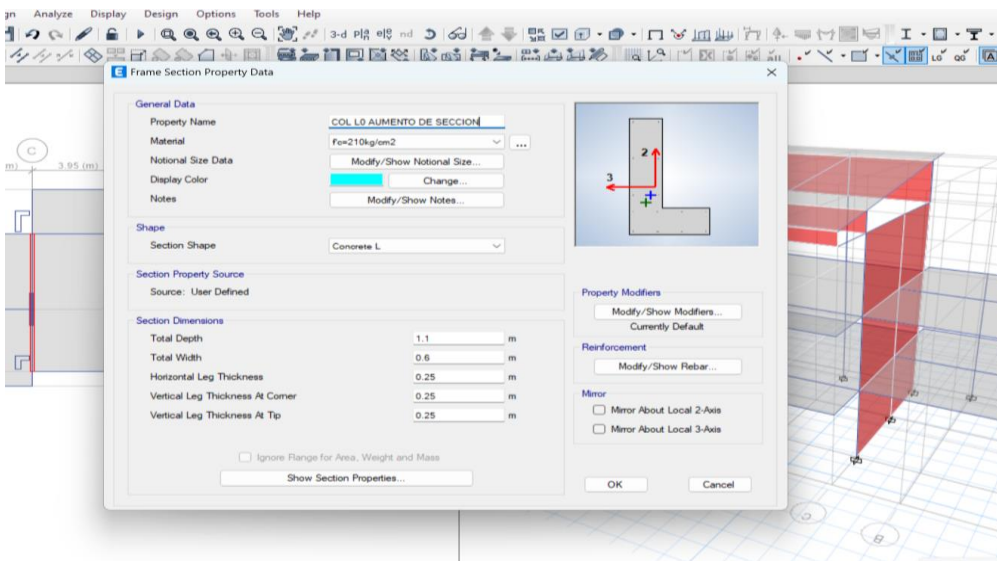 gn Analyze Display Design Options Tools Help
3-d
nd
Frame Section Property Data
General Data
Property Name COL L0 AUMENTO DE SECCION
Material f'c=210kg/cm2 ...
Notional Size Data Modify/Show Notional Size...
Display Color Change...
Notes Modify/Show Notes...
Shape
Section Shape Concrete L
Section Property Source
Source: User Defined
Section Dimensions
Total Depth 1.1 m
Total Width 0.6 m
Horizontal Leg Thickness 0.25 m
Vertical Leg Thickness At Corner 0.25 m
Vertical Leg Thickness At Tip 0.25 m
Ignore Flange for Area, Weight and Mass
Show Section Properties...
2
3
Property Modifiers
Modify/Show Modifiers...
Currently Default
Reinforcement
Modify/Show Rebar...
Mirror
Mirror About Local 2-Axis
Mirror About Local 3-Axis
OK Cancel
C
m) 3.95 (m)
C
B